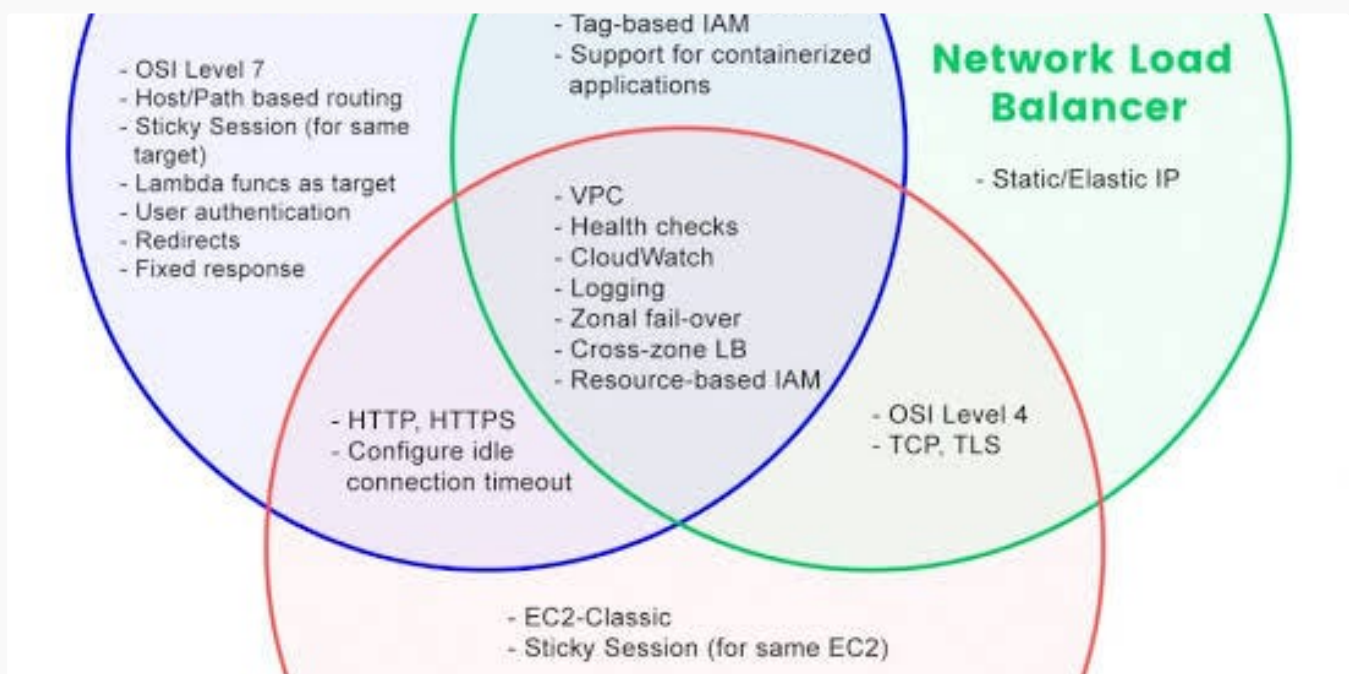 - Tag-based IAM
- Support for containerized
applications
Network Load
Balancer
- OSI Level 7
- Host/Path based routing
- Sticky Session (for same
target)
- Lambda funcs as target
- User authentication
- Redirects
- Fixed response
- Static/Elastic IP
- VPC
- Health checks
- CloudWatch
- Logging
- Zonal fail-over
- Cross-zone LB
- Resource-based IAM
- HTTP, HTTPS
- Configure idle
connection timeout
- OSI Level 4
- TCP, TLS
- EC2-Classic
- Sticky Session (for same EC2)